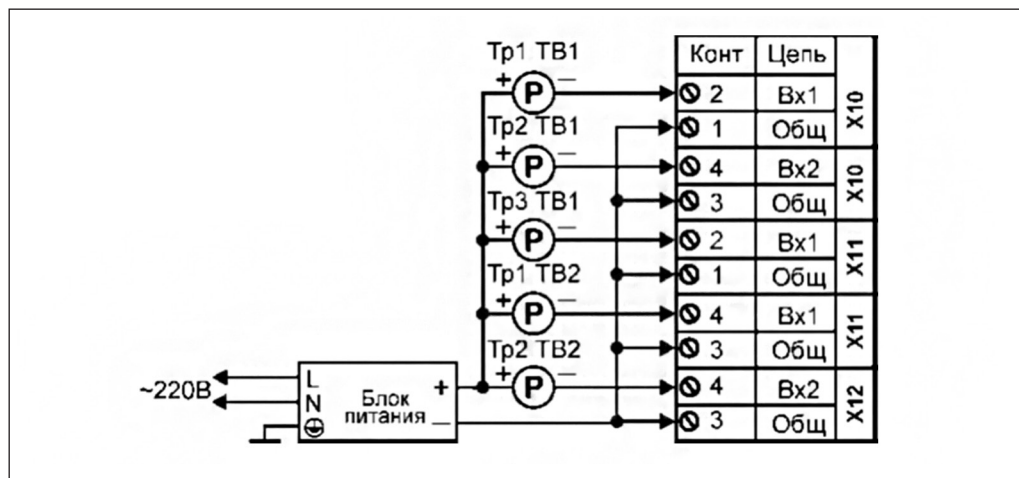 Тр1 ТВ1
+ P −
Тр2 ТВ1
+ P −
Тр3 ТВ1
+ P −
Тр1 ТВ2
+ P −
Тр2 ТВ2
+ P −
Конт Цепь
2 Вх1
1 Общ
X10
4 Вх2
3 Общ
X10
2 Вх1
1 Общ
X11
4 Вх1
3 Общ
X11
4 Вх2
3 Общ
X12
~220В
L
N
Блок
питания
+
−